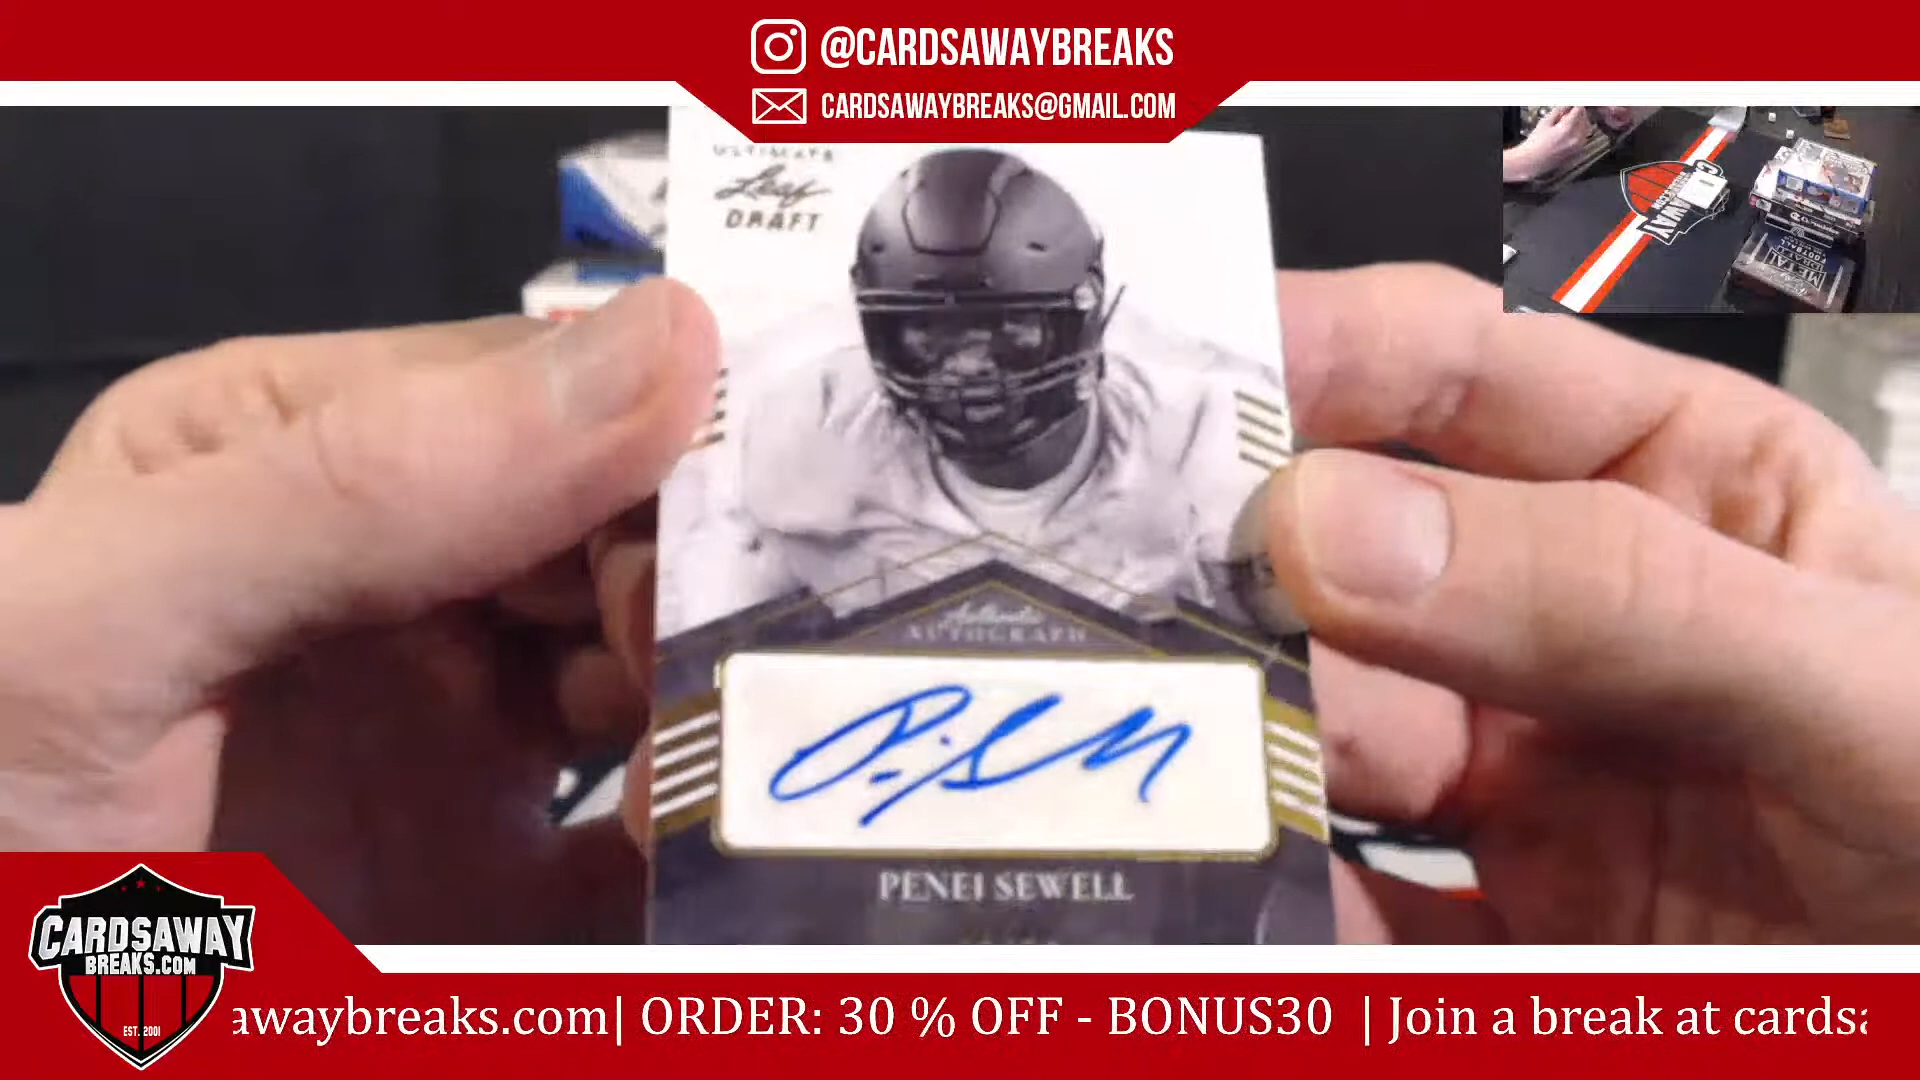 @CARDSAWAYBREAKS
CARDSAWAYBREAKS@GMAIL.COM
ULTIMATE
Leaf
DRAFT
METAL
Authentic
AUTOGRAPH
PENEI SEWELL
CARDSAWAY
BREAKS.COM
EST. 2001
awaybreaks.com| ORDER: 30 % OFF - BONUS30 | Join a break at cards